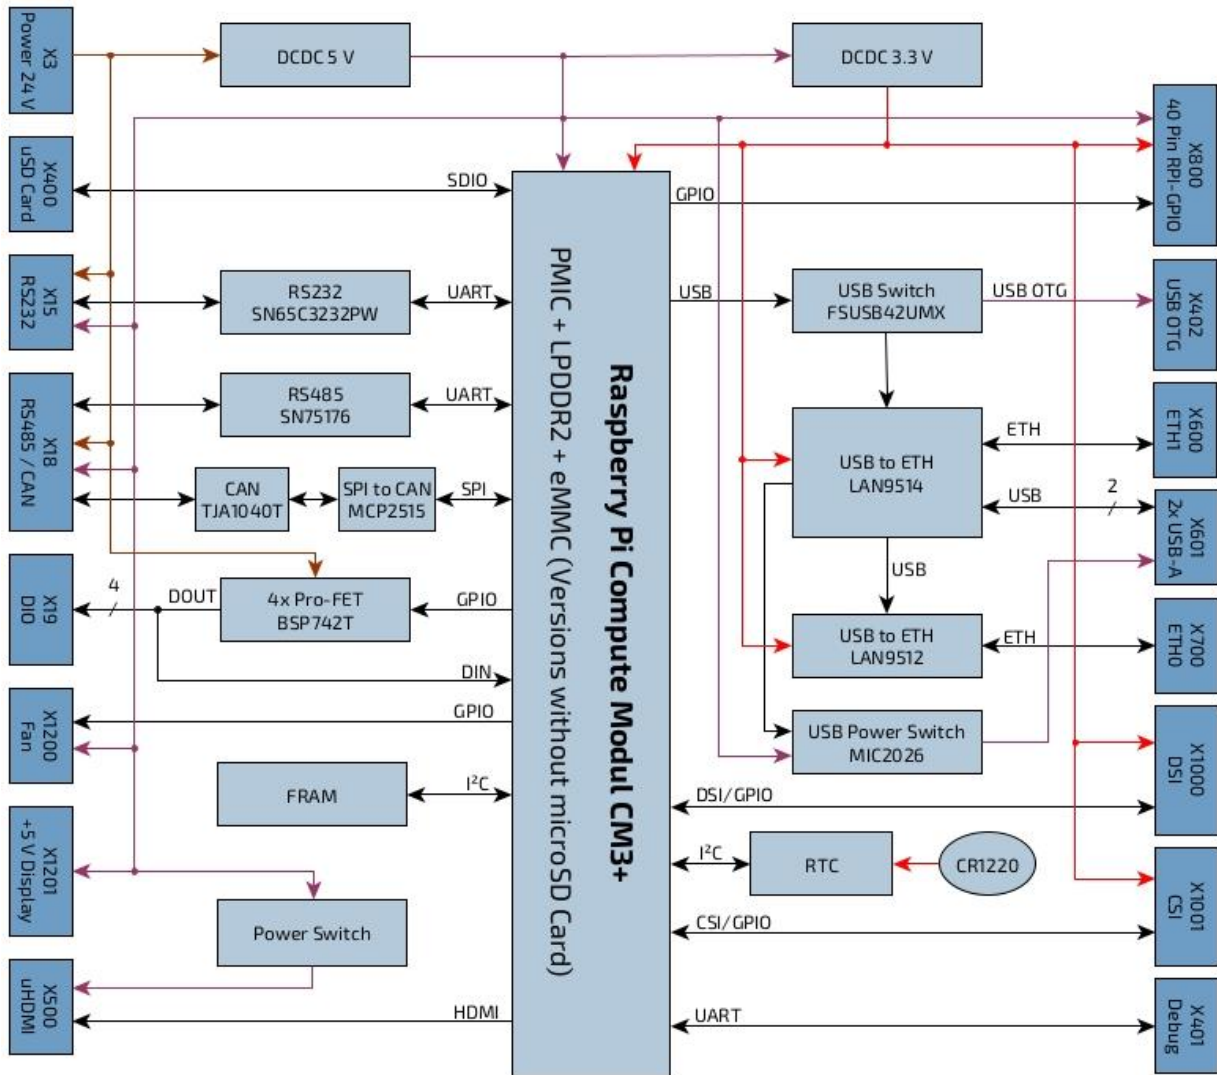 X3
Power 24 V
DCDC 5 V
DCDC 3.3 V
X800
40 Pin RPI-GPIO
X400
uSD Card
SDIO
GPIO
X15
RS232
RS232
SN65C3232PW
UART
USB
USB Switch
FSUSB42UMX
USB OTG
X402
USB OTG
X18
RS485 / CAN
RS485
SN75176
UART
CAN
TJA1040T
SPI to CAN
MCP2515
SPI
Raspberry Pi Compute Modul CM3+
PMIC + LPDDR2 + eMMC (Versions without microSD Card)
USB to ETH
LAN9514
ETH
X600
ETH1
USB
2
X601
2x USB-A
X19
DIO
4
DOUT
4x Pro-FET
BSP742T
GPIO
DIN
USB
USB to ETH
LAN9512
ETH
X700
ETH0
X1200
Fan
GPIO
USB Power Switch
MIC2026
X1000
DSI
FRAM
I²C
DSI/GPIO
X1201
+5 V Display
Power Switch
I²C
RTC
CR1220
X1001
CSI
CSI/GPIO
X500
uHDMI
HDMI
UART
X401
Debug